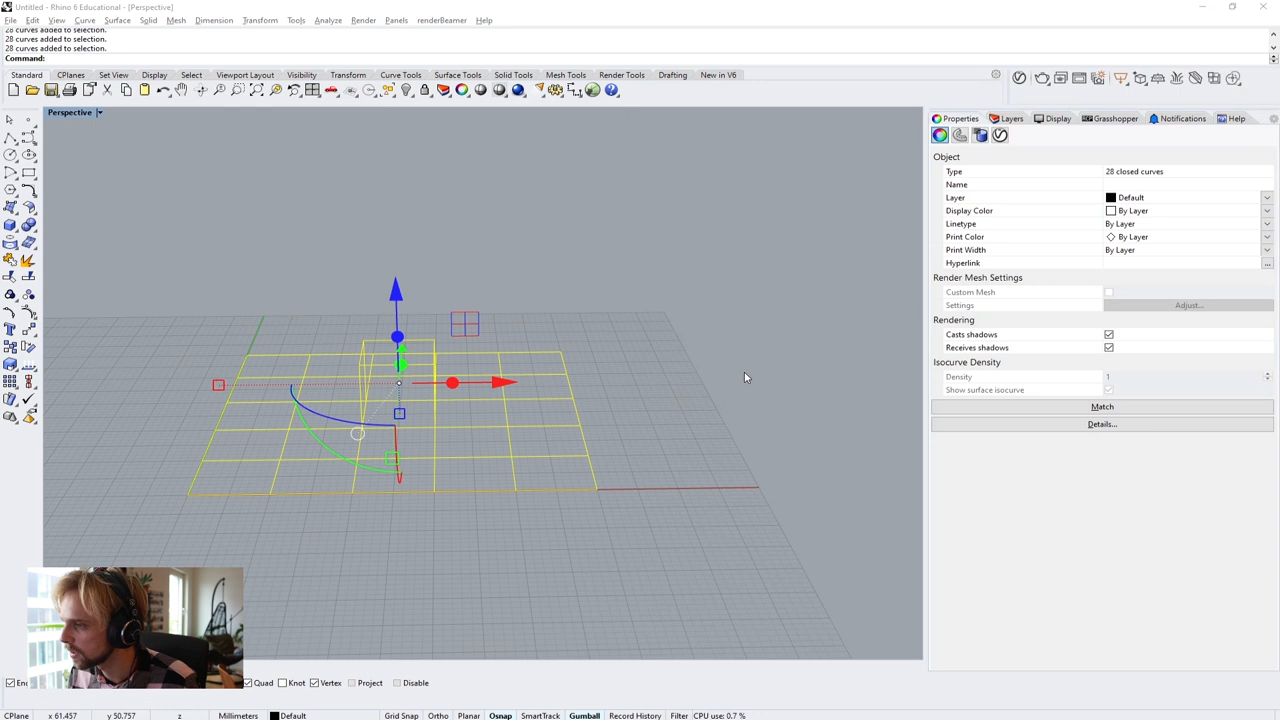 Untitled - Rhino 6 Educational - [Perspective]
File Edit View Curve Surface Solid Mesh Dimension Transform Tools Analyze Render Panels renderBeamer Help
28 curves added to selection.
28 curves added to selection.
28 curves added to selection.
Command:
Standard CPlanes Set View Display Select Viewport Layout Visibility Transform Curve Tools Surface Tools Solid Tools Mesh Tools Render Tools Drafting New in V6
Perspective
Properties Layers Display Grasshopper Notifications Help
Object
Type 28 closed curves
Name
Layer Default
Display Color By Layer
Linetype By Layer
Print Color By Layer
Print Width By Layer
Hyperlink ...
Render Mesh Settings
Custom Mesh
Settings Adjust...
Rendering
Casts shadows
Receives shadows
Isocurve Density
Density 1
Show surface isocurve
Match
Details...
Quad Knot Vertex Project Disable
CPlane x 61.457 y 50.757 z Millimeters Default Grid Snap Ortho Planar Osnap SmartTrack Gumball Record History Filter CPU use: 0.7 %